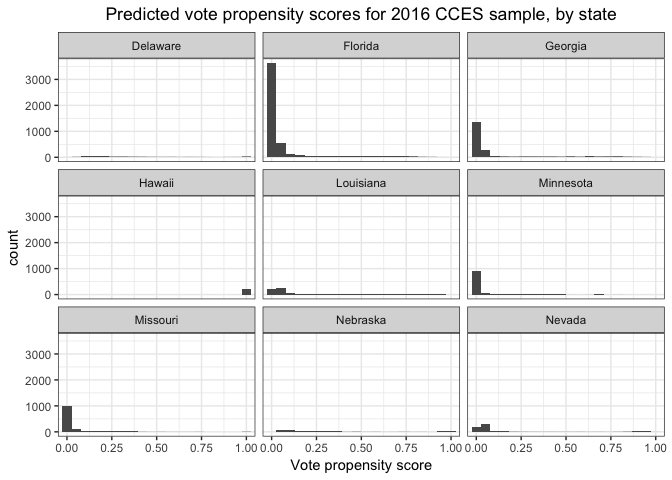 Predicted vote propensity scores for 2016 CCES sample, by state
Delaware Florida Georgia
3000
2000
1000
0
Hawaii Louisiana Minnesota
3000
2000
1000
0
count
Missouri Nebraska Nevada
3000
2000
1000
0
0.00 0.25 0.50 0.75 1.00 0.00 0.25 0.50 0.75 1.00 0.00 0.25 0.50 0.75 1.00
Vote propensity score